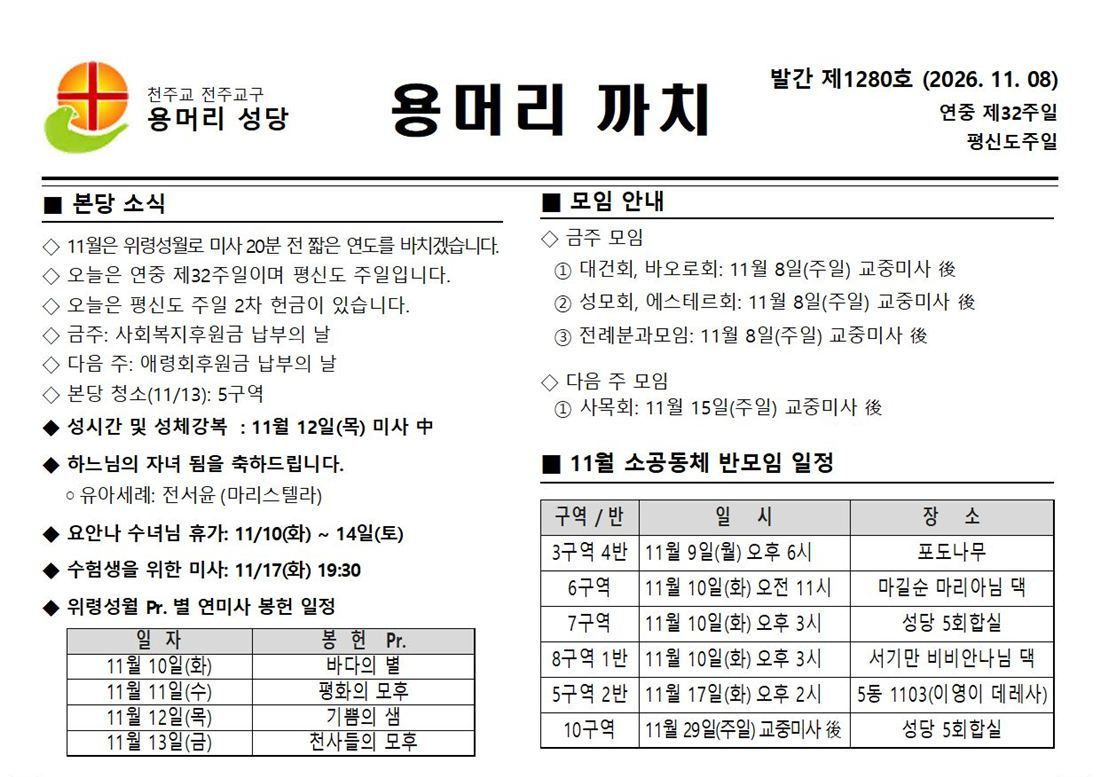 천주교 전주교구
용머리 성당
용머리 까치
발간 제1280호 (2026. 11. 08)
연중 제32주일
평신도주일
■ 본당 소식
◇ 11월은 위령성월로 미사 20분 전 짧은 연도를 바치겠습니다.
◇ 오늘은 연중 제32주일이며 평신도 주일입니다.
◇ 오늘은 평신도 주일 2차 헌금이 있습니다.
◇ 금주: 사회복지후원금 납부의 날
◇ 다음 주: 애령회후원금 납부의 날
◇ 본당 청소(11/13): 5구역
◆ 성시간 및 성체강복 : 11월 12일(목) 미사 中
◆ 하느님의 자녀 됨을 축하드립니다.
○ 유아세례: 전서윤 (마리스텔라)
◆ 요안나 수녀님 휴가: 11/10(화) ~ 14일(토)
◆ 수험생을 위한 미사: 11/17(화) 19:30
◆ 위령성월 Pr. 별 연미사 봉헌 일정
일 자 봉 헌 Pr.
11월 10일(화) 바다의 별
11월 11일(수) 평화의 모후
11월 12일(목) 기쁨의 샘
11월 13일(금) 천사들의 모후
■ 모임 안내
◇ 금주 모임
① 대건회, 바오로회: 11월 8일(주일) 교중미사 後
② 성모회, 에스테르회: 11월 8일(주일) 교중미사 後
③ 전례분과모임: 11월 8일(주일) 교중미사 後
◇ 다음 주 모임
① 사목회: 11월 15일(주일) 교중미사 後
■ 11월 소공동체 반모임 일정
구역 / 반 일 시 장 소
3구역 4반 11월 9일(월) 오후 6시 포도나무
6구역 11월 10일(화) 오전 11시 마길순 마리아님 댁
7구역 11월 10일(화) 오후 3시 성당 5회합실
8구역 1반 11월 10일(화) 오후 3시 서기만 비비안나님 댁
5구역 2반 11월 17일(화) 오후 2시 5동 1103(이영이 데레사)
10구역 11월 29일(주일) 교중미사 後 성당 5회합실